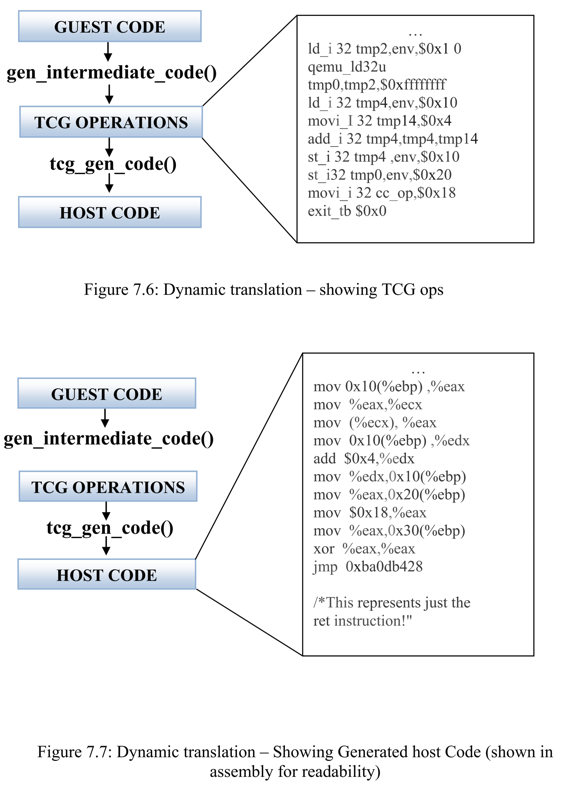 GUEST CODE
gen_intermediate_code()
TCG OPERATIONS
tcg_gen_code()
HOST CODE
...
ld_i 32 tmp2,env,$0x1 0
qemu_ld32u
tmp0,tmp2,$0xffffffff
ld_i 32 tmp4,env,$0x10
movi_I 32 tmp14,$0x4
add_i 32 tmp4,tmp4,tmp14
st_i 32 tmp4 ,env,$0x10
st_i32 tmp0,env,$0x20
movi_i 32 cc_op,$0x18
exit_tb $0x0
Figure 7.6: Dynamic translation – showing TCG ops
GUEST CODE
gen_intermediate_code()
TCG OPERATIONS
tcg_gen_code()
HOST CODE
...
mov 0x10(%ebp) ,%eax
mov %eax,%ecx
mov (%ecx), %eax
mov 0x10(%ebp) ,%edx
add $0x4,%edx
mov %edx,0x10(%ebp)
mov %eax,0x20(%ebp)
mov $0x18,%eax
mov %eax,0x30(%ebp)
xor %eax,%eax
jmp 0xba0db428
/*This represents just the
ret instruction!"
Figure 7.7: Dynamic translation – Showing Generated host Code (shown in
assembly for readability)